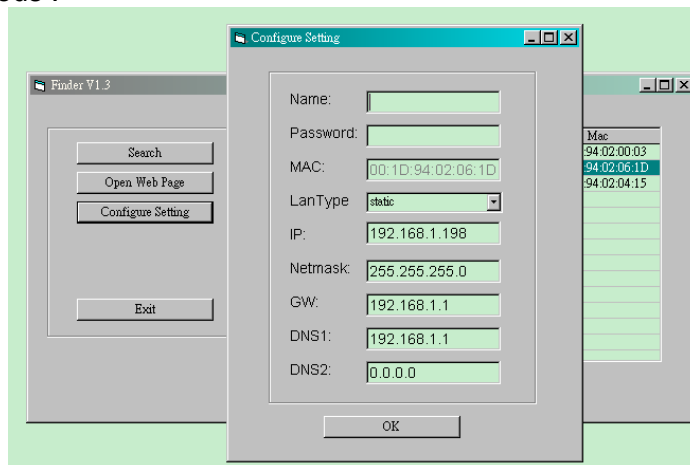 Configure Setting
Finder V1.3
Search
Open Web Page
Configure Setting
Exit
Name:
Password:
MAC: 00:1D:94:02:06:1D
LanType static
IP: 192.168.1.198
Netmask: 255.255.255.0
GW: 192.168.1.1
DNS1: 192.168.1.1
DNS2: 0.0.0.0
OK
Mac
:94:02:00:03
:94:02:06:1D
:94:02:04:15